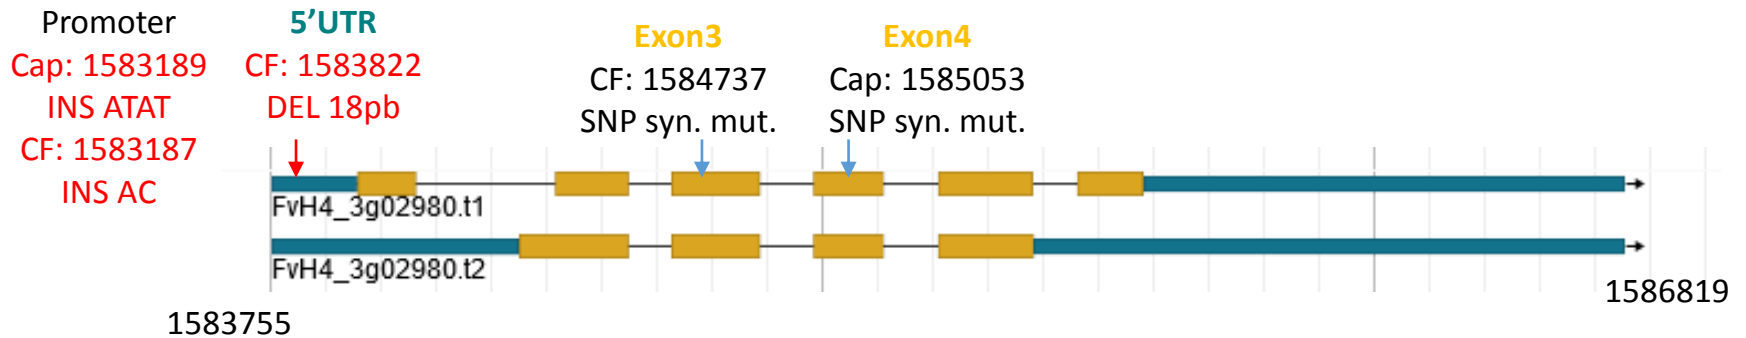 Promoter
Cap: 1583189
INS ATAT
CF: 1583187
INS AC
5’UTR
CF: 1583822
DEL 18pb
Exon3
CF: 1584737
SNP syn. mut.
Exon4
Cap: 1585053
SNP syn. mut.
FvH4_3g02980.t1
FvH4_3g02980.t2
1583755
1586819